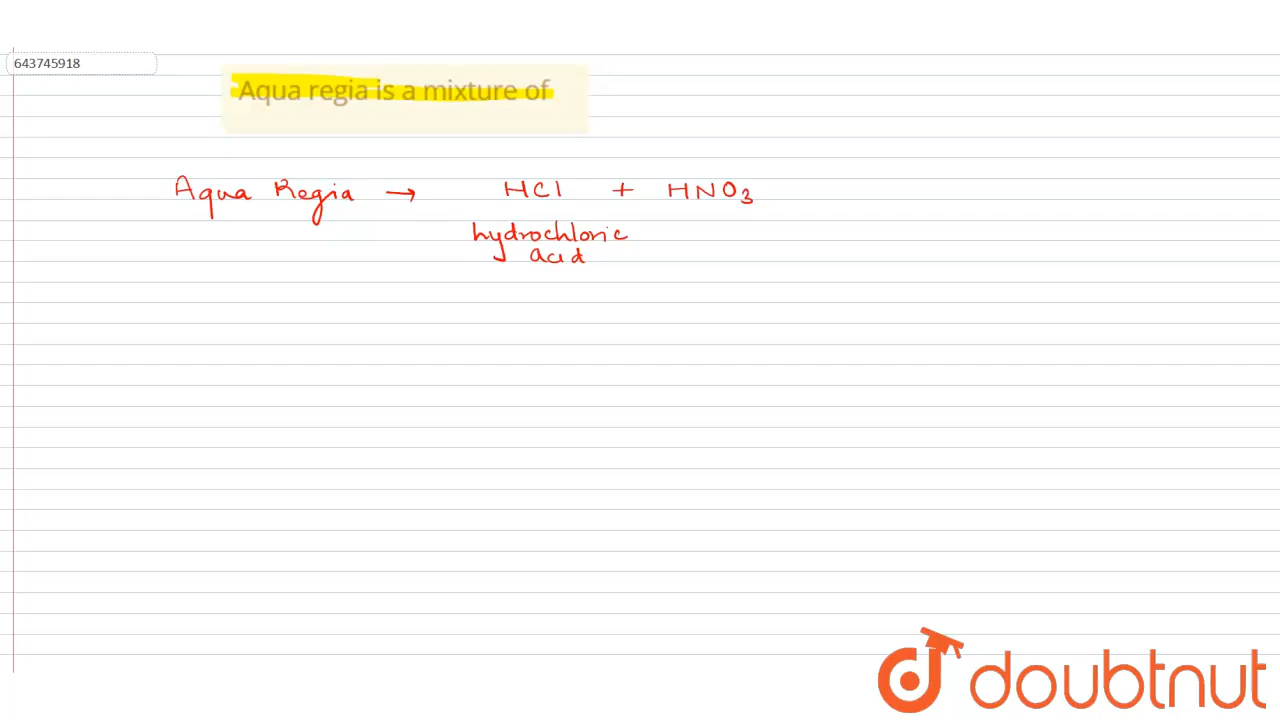 643745918
Aqua regia is a mixture of
Aqua Regia → HCl + HNO₃
hydrochloric
acid
doubtnut